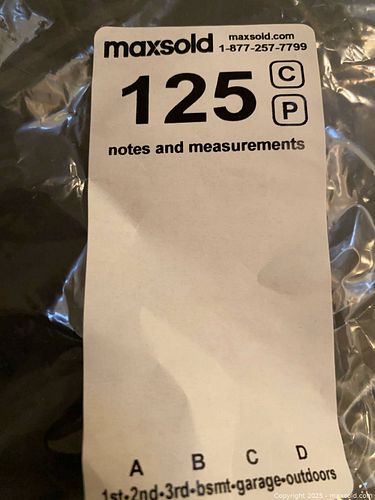 maxsold maxsold.com
1-877-257-7799
125 C
P
notes and measurements
A B C D
1st•2nd•3rd•bsmt•garage•outdoors
Copyright 2025 - maxsold.com